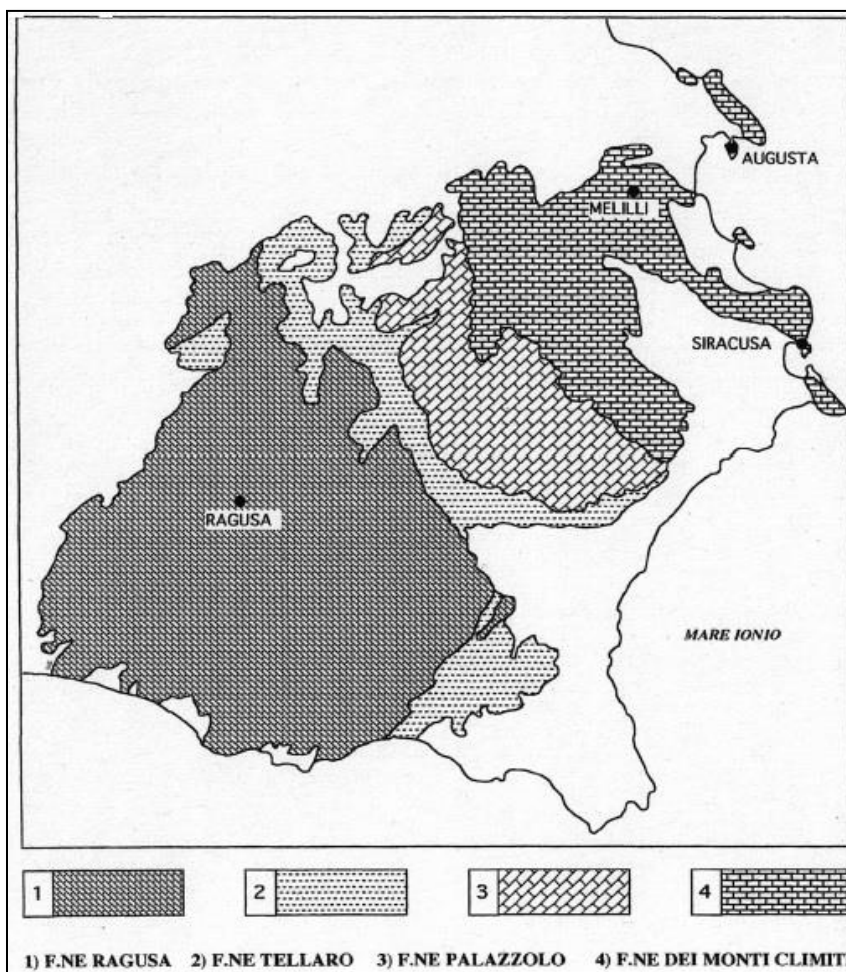 AUGUSTA
MELILLI
SIRACUSA
RAGUSA
MARE IONIO
1
2
3
4
1) F.NE RAGUSA 2) F.NE TELLARO 3) F.NE PALAZZOLO 4) F.NE DEI MONTI CLIMITI